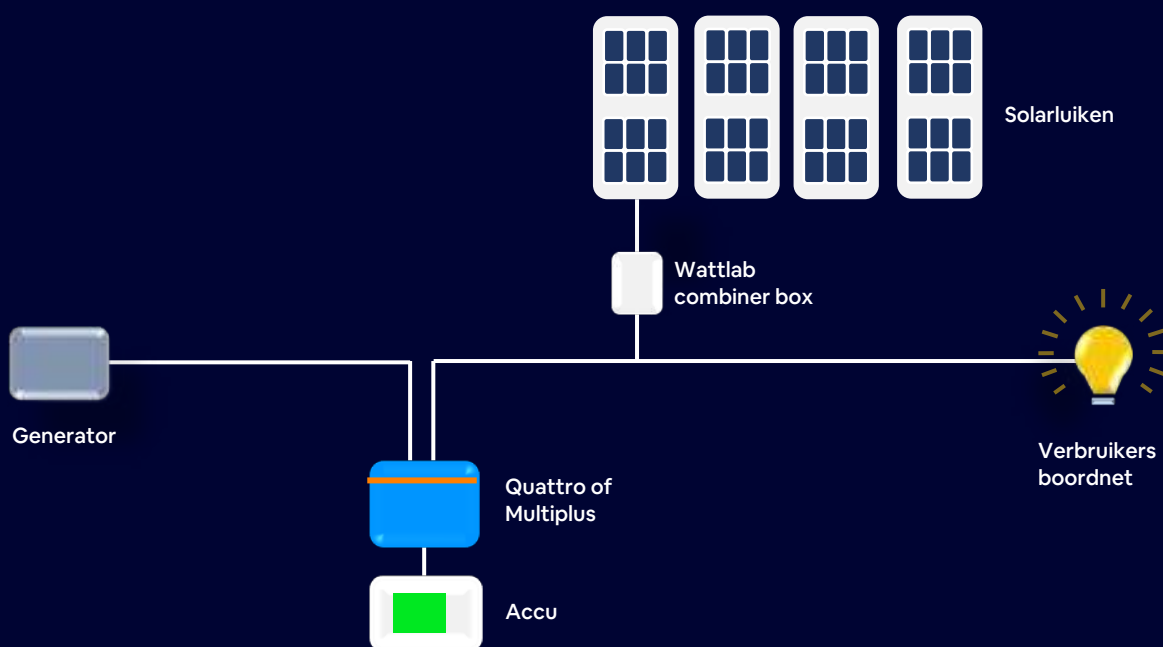 Solarluiken
Wattlab
combiner box
Generator
Verbruikers
boordnet
Quattro of
Multiplus
Accu